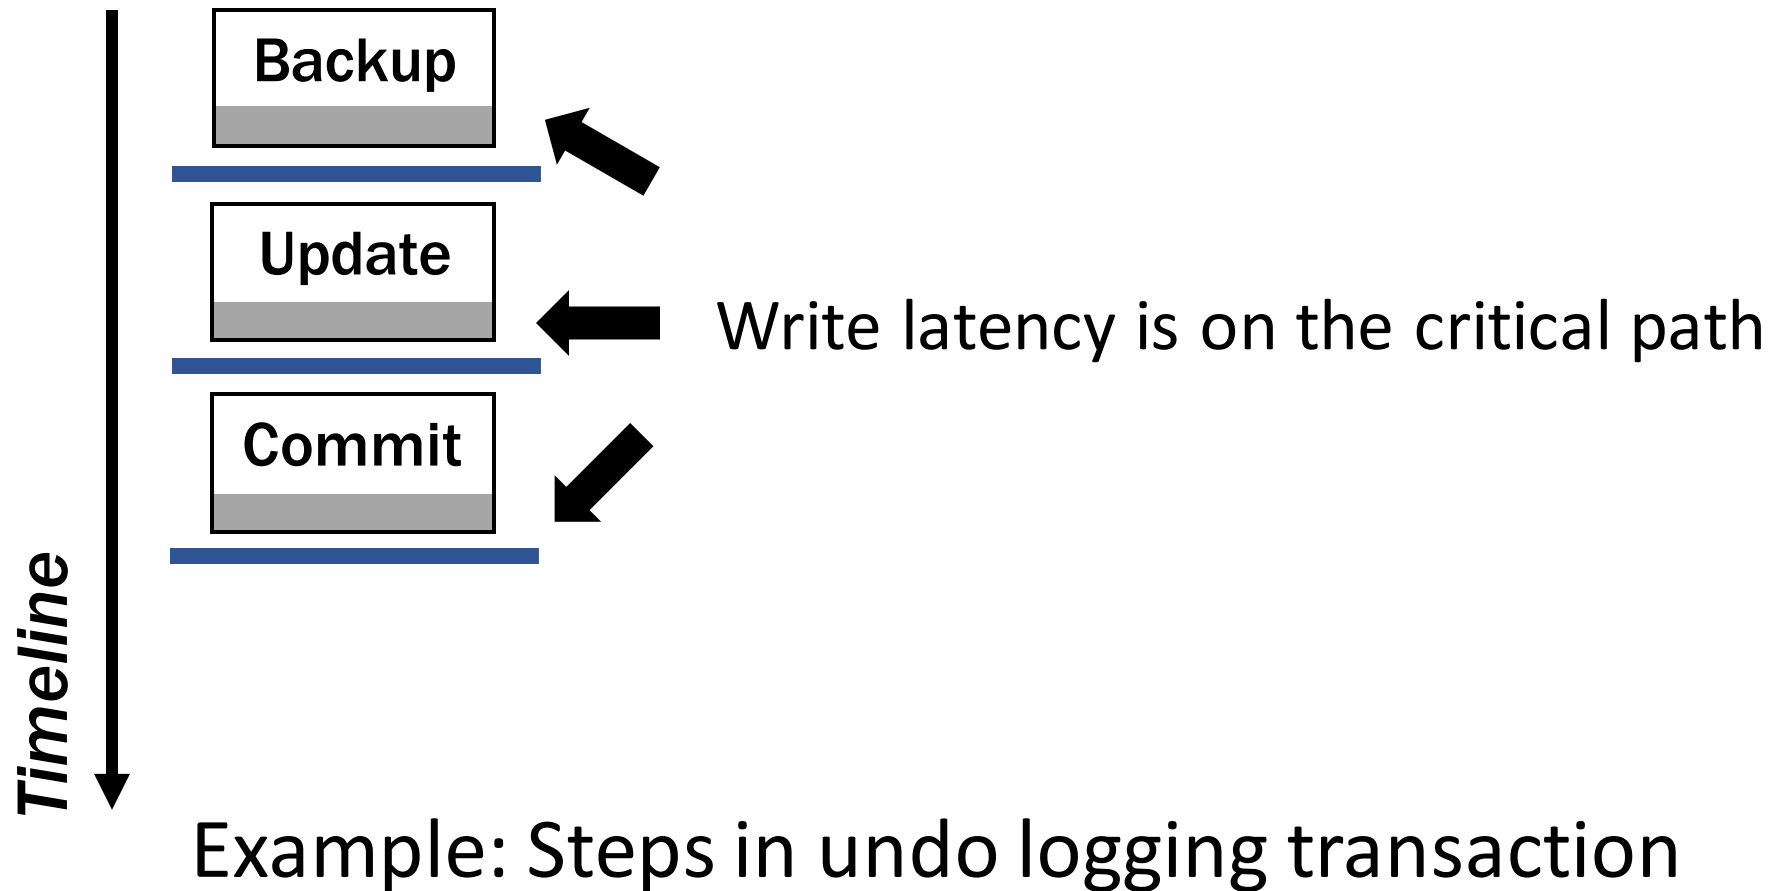 Backup
Update
Write latency is on the critical path
Commit
Timeline
Example: Steps in undo logging transaction